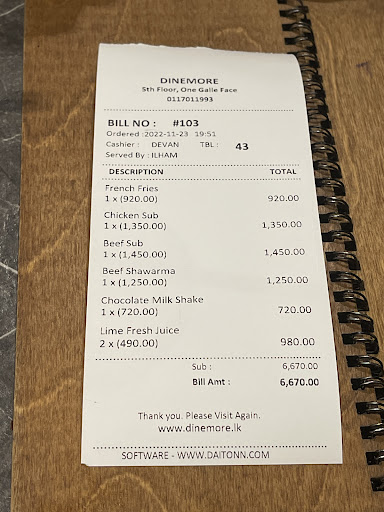 DINEMORE
5th Floor, One Galle Face
0117011993
BILL NO : #103
Ordered :2022-11-23 19:51
Cashier : DEVAN TBL : 43
Served By : ILHAM
DESCRIPTION TOTAL
French Fries
1 x (920.00) 920.00
Chicken Sub
1 x (1,350.00) 1,350.00
Beef Sub
1 x (1,450.00) 1,450.00
Beef Shawarma
1 x (1,250.00) 1,250.00
Chocolate Milk Shake
1 x (720.00) 720.00
Lime Fresh Juice
2 x (490.00) 980.00
Sub : 6,670.00
Bill Amt : 6,670.00
Thank you. Please Visit Again.
www.dinemore.lk
SOFTWARE - WWW.DAITONN.COM